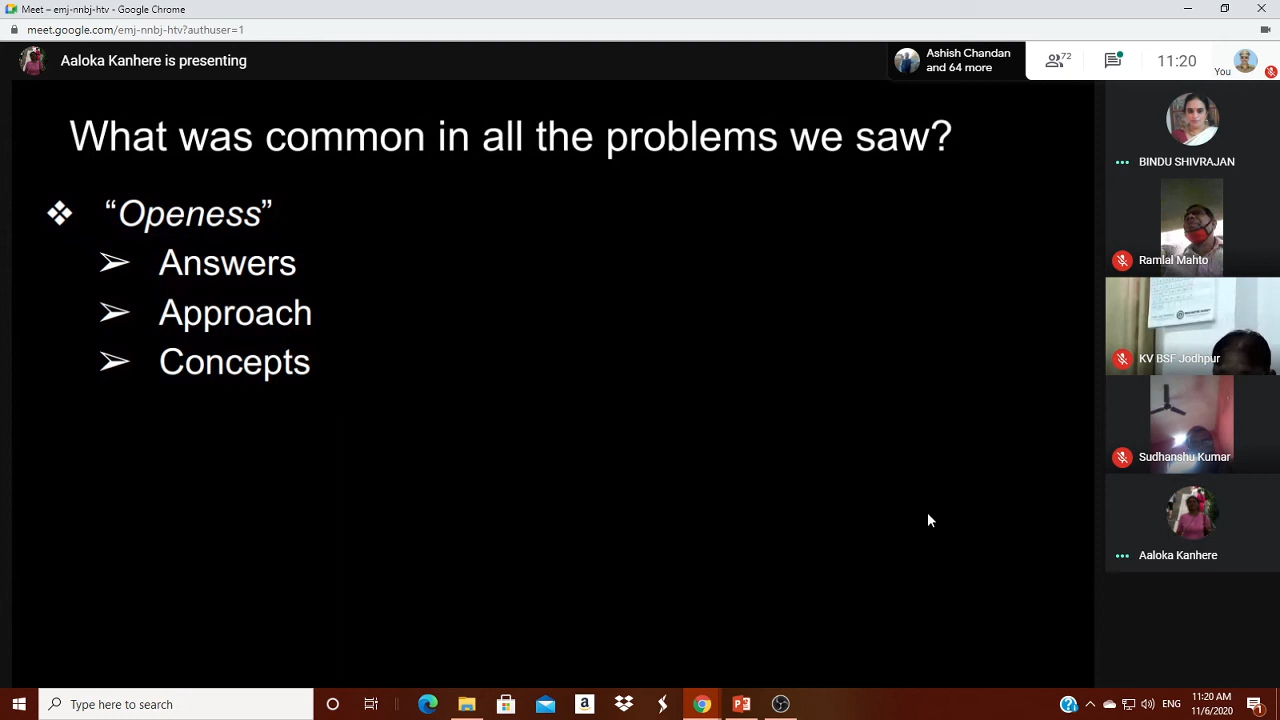 Meet – emj-nnbj-htv - Google Chrome
meet.google.com/emj-nnbj-htv?authuser=1
Aaloka Kanhere is presenting
Ashish Chandan
and 64 more
72
11:20
You
What was common in all the problems we saw?
❖ “Openess”
➢ Answers
➢ Approach
➢ Concepts
BINDU SHIVRAJAN
Ramlal Mahto
KV BSF Jodhpur
Sudhanshu Kumar
Aaloka Kanhere
Type here to search
11:20 AM
11/6/2020
1